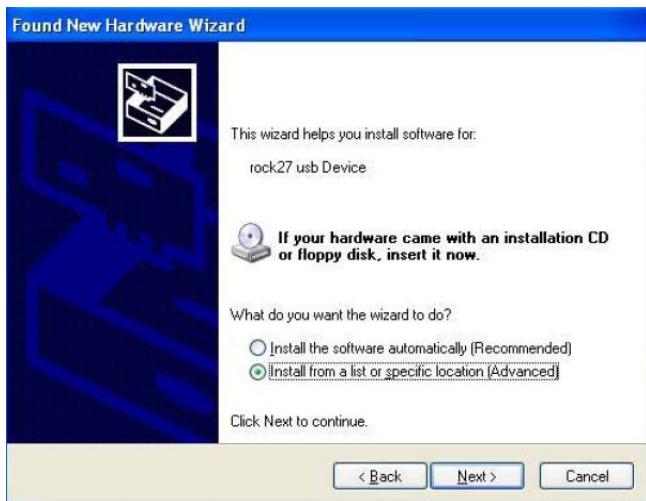 Found New Hardware Wizard
This wizard helps you install software for:
rock27 usb Device
If your hardware came with an installation CD
or floppy disk, insert it now.
What do you want the wizard to do?
Install the software automatically (Recommended)
Install from a list or specific location (Advanced)
Click Next to continue.
< Back Next > Cancel